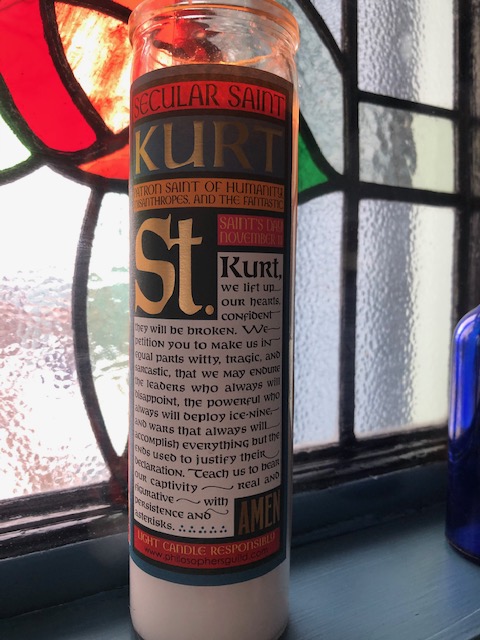 SECULAR SAINT
KURT
PATRON SAINT OF HUMANITY,
MISANTHROPES, AND THE FANTASTIC
St.
SAINT'S DAY
NOVEMBER
Kurt,
we lift up
our hearts,
confident
they will be broken. We
petition you to make us in
equal parts witty, tragic, and
sarcastic, that we may endure
the leaders who always will
disappoint, the powerful who
always will deploy ice-nine,
and wars that always will
accomplish everything but the
ends used to justify their
declaration. Teach us to bear
our captivity ~ real and
figurative ~ with
persistence and
asterisks. ******
AMEN
LIGHT CANDLE RESPONSIBLY
www.philosophersguild.com